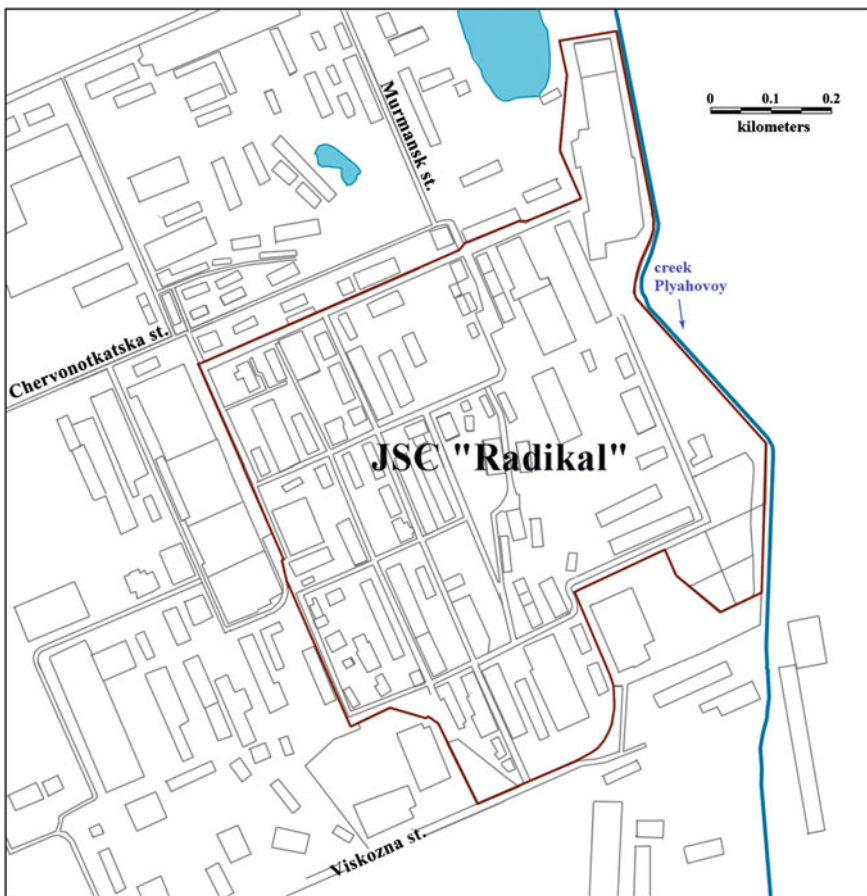 0 0.1 0.2
kilometers
Murmansk st.
creek
Plyahovoy
Chervonotkatska st.
JSC "Radikal"
Viskozna st.